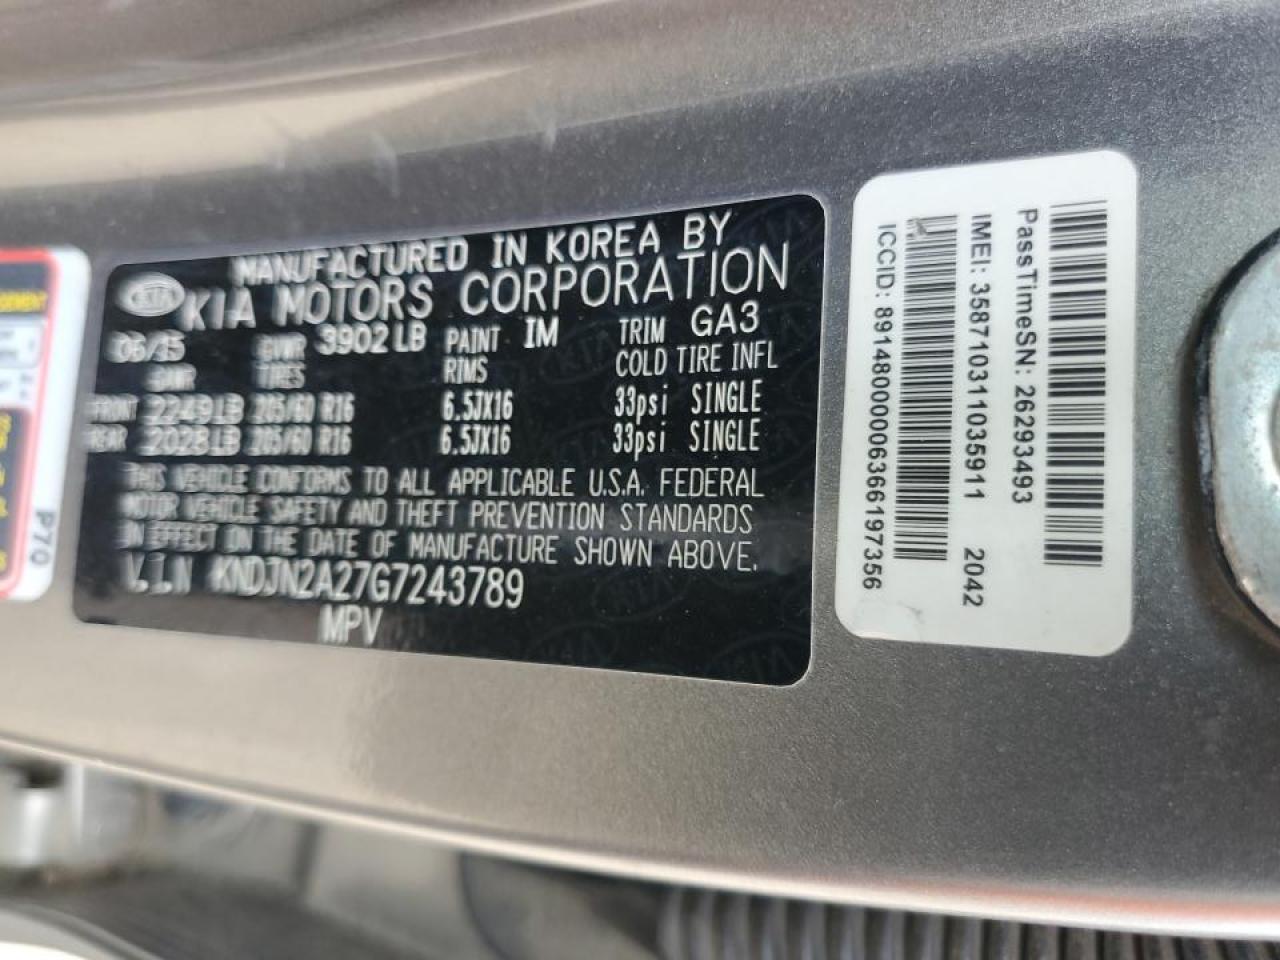 KIA
MANUFACTURED IN KOREA BY
KIA MOTORS CORPORATION
06/15 GVWR 3902 LB PAINT IM TRIM GA3
GAWR TIRES RIMS COLD TIRE INFL
FRONT 2249LB 205/60 R16 6.5JX16 33psi SINGLE
REAR 2028LB 205/60 R16 6.5JX16 33psi SINGLE
THIS VEHICLE CONFORMS TO ALL APPLICABLE U.S.A. FEDERAL
MOTOR VEHICLE SAFETY AND THEFT PREVENTION STANDARDS
IN EFFECT ON THE DATE OF MANUFACTURE SHOWN ABOVE.
V.I.N KNDJN2A27G7243789
MPV
P70
PassTimeSN: 26293493
IMEI: 358710311035911 2042
ICCID: 89148000006366197356